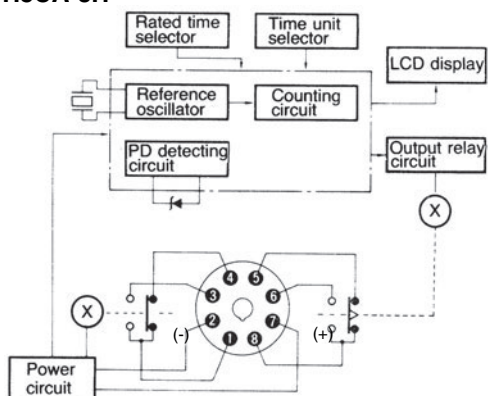 Rated time
selector
Time unit
selector
LCD display
Reference
oscillator
Counting
circuit
PD detecting
circuit
Output relay
circuit
X
4
5
3
6
X
2
7
(-)
(+)
1
8
Power
circuit